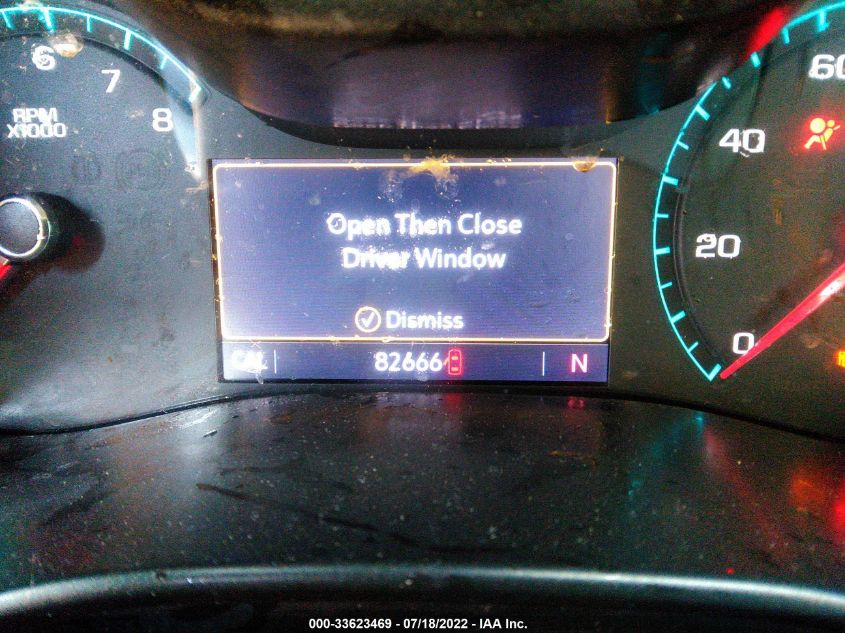 6
7
8
RPM
X1000
Open Then Close
Driver Window
Dismiss
82666
N
60
40
20
0
000-33623469 - 07/18/2022 - IAA Inc.